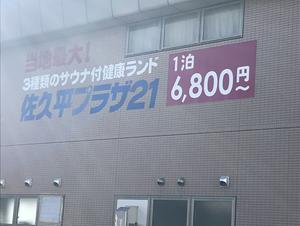 当地最大!
3種類のサウナ付健康ランド
佐久平プラザ21
1泊
6,800円~